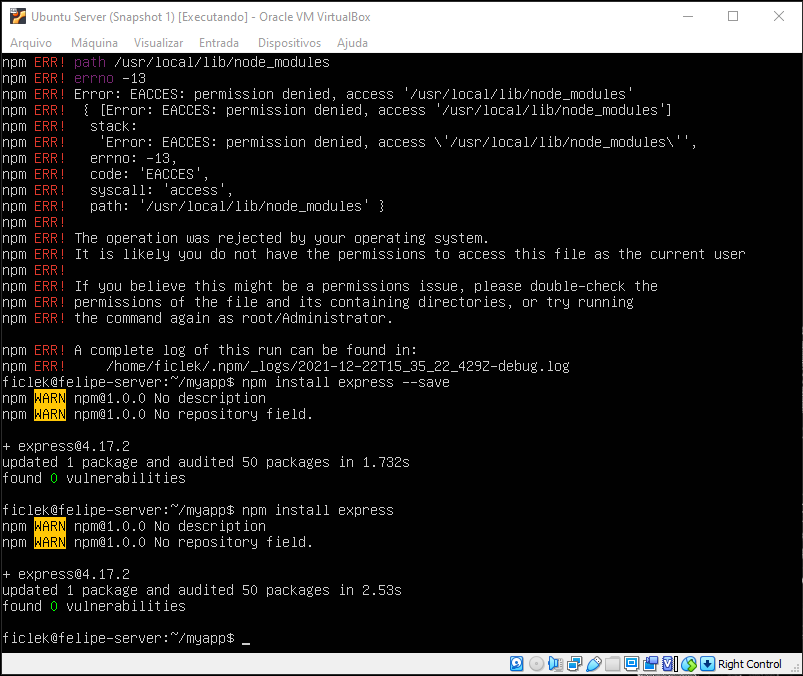 Ubuntu Server (Snapshot 1) [Executando] - Oracle VM VirtualBox
Arquivo Máquina Visualizar Entrada Dispositivos Ajuda
npm ERR! path /usr/local/lib/node_modules
npm ERR! errno -13
npm ERR! Error: EACCES: permission denied, access '/usr/local/lib/node_modules'
npm ERR!  { [Error: EACCES: permission denied, access '/usr/local/lib/node_modules']
npm ERR!   stack:
npm ERR!    'Error: EACCES: permission denied, access \'/usr/local/lib/node_modules\'',
npm ERR!   errno: -13,
npm ERR!   code: 'EACCES',
npm ERR!   syscall: 'access',
npm ERR!   path: '/usr/local/lib/node_modules' }
npm ERR!
npm ERR! The operation was rejected by your operating system.
npm ERR! It is likely you do not have the permissions to access this file as the current user
npm ERR!
npm ERR! If you believe this might be a permissions issue, please double-check the
npm ERR! permissions of the file and its containing directories, or try running
npm ERR! the command again as root/Administrator.
npm ERR! A complete log of this run can be found in:
npm ERR!     /home/ficlek/.npm/_logs/2021-12-22T15_35_22_429Z-debug.log
ficlek@felipe-server:~/myapp$ npm install express --save
npm WARN npm@1.0.0 No description
npm WARN npm@1.0.0 No repository field.
+ express@4.17.2
updated 1 package and audited 50 packages in 1.732s
found 0 vulnerabilities
ficlek@felipe-server:~/myapp$ npm install express
npm WARN npm@1.0.0 No description
npm WARN npm@1.0.0 No repository field.
+ express@4.17.2
updated 1 package and audited 50 packages in 2.53s
found 0 vulnerabilities
ficlek@felipe-server:~/myapp$ _
Right Control